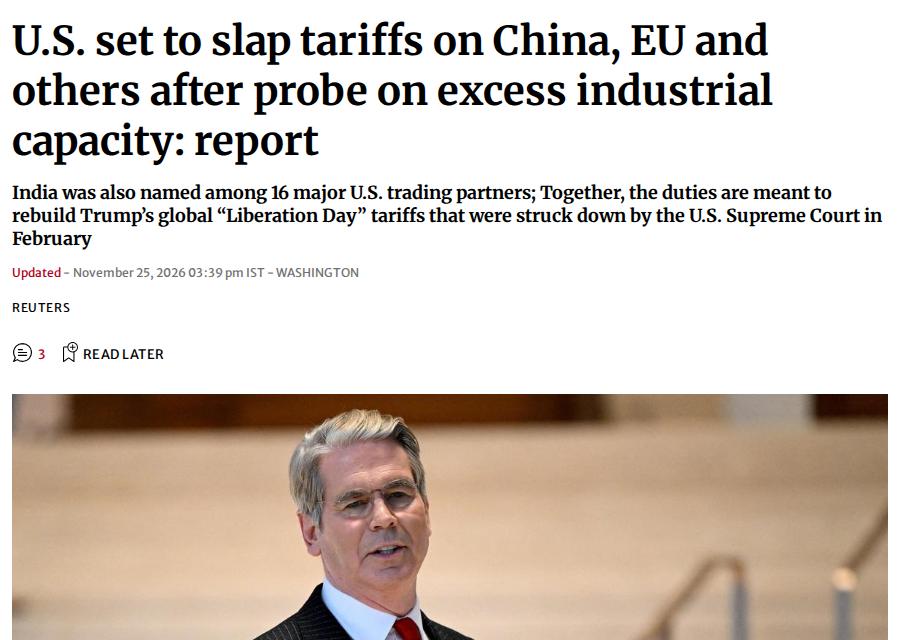 U.S. set to slap tariffs on China, EU and
others after probe on excess industrial
capacity: report
India was also named among 16 major U.S. trading partners; Together, the duties are meant to
rebuild Trump’s global “Liberation Day” tariffs that were struck down by the U.S. Supreme Court in
February
Updated - November 25, 2026 03:39 pm IST - WASHINGTON
REUTERS
3 READ LATER